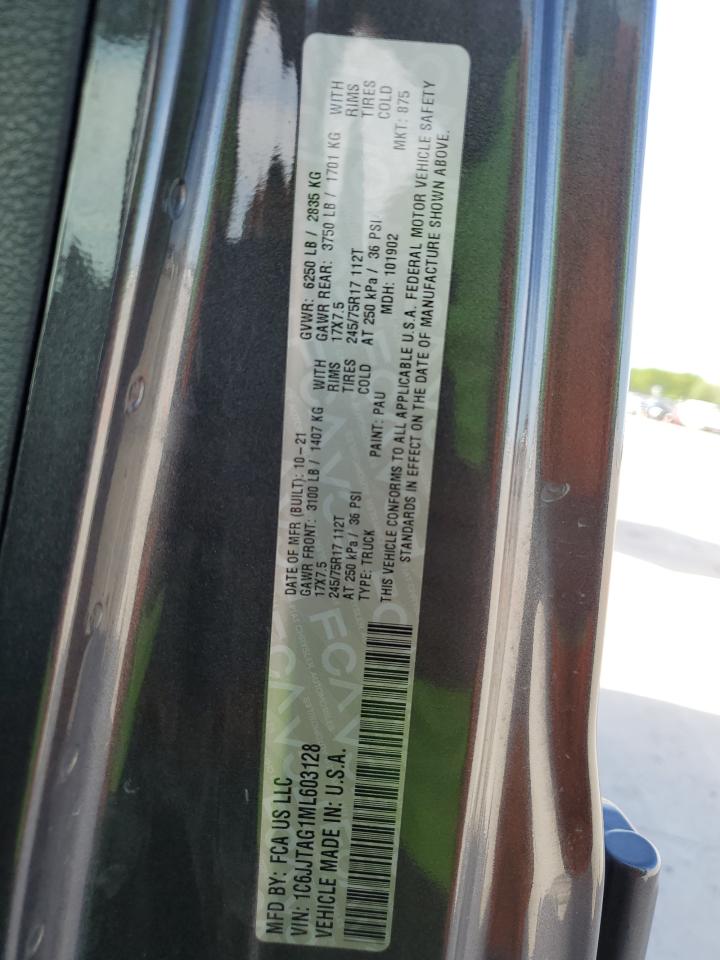 MFD BY: FCA US LLC
VIN: 1C6JJTAG1ML603128
VEHICLE MADE IN: U.S.A.
DATE OF MFR (BUILT): 10-21 GVWR: 6250 LB / 2835 KG
GAWR FRONT: 3100 LB / 1407 KG WITH GAWR REAR: 3750 LB / 1701 KG WITH
17X7.5 RIMS 17X7.5 RIMS
245/75R17 112T TIRES 245/75R17 112T TIRES
AT 250 kPa / 36 PSI COLD AT 250 kPa / 36 PSI COLD
TYPE: TRUCK PAINT: PAU MDH: 101902 MKT: 875
THIS VEHICLE CONFORMS TO ALL APPLICABLE U.S.A. FEDERAL MOTOR VEHICLE SAFETY
STANDARDS IN EFFECT ON THE DATE OF MANUFACTURE SHOWN ABOVE.